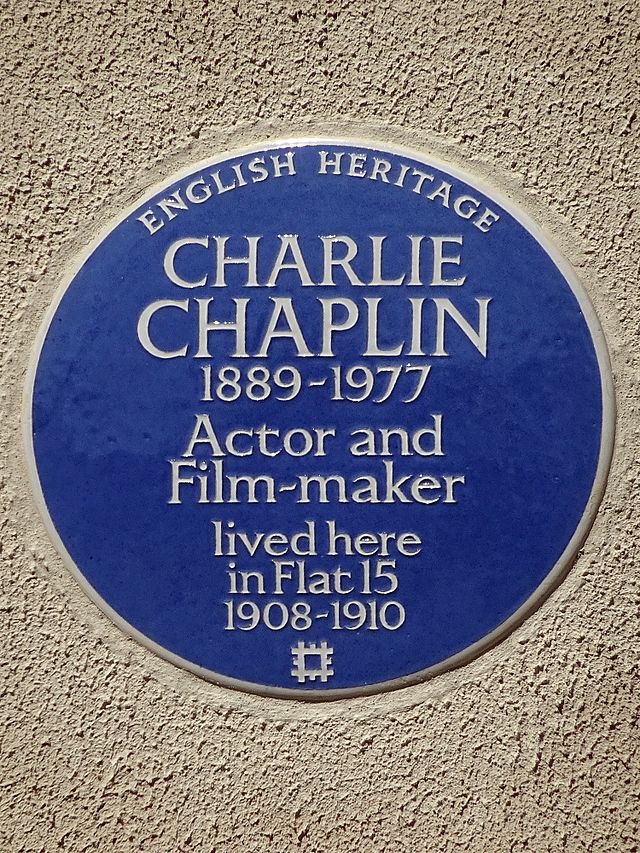 ENGLISH HERITAGE
CHARLIE
CHAPLIN
1889-1977
Actor and
Film-maker
lived here
in Flat 15
1908-1910